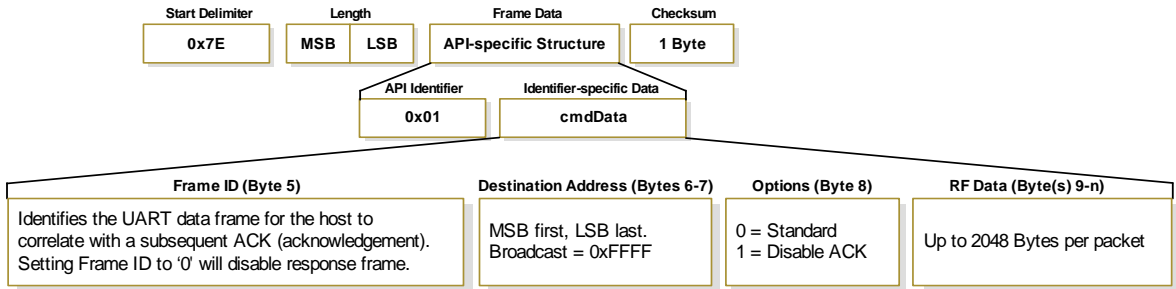 Start Delimiter
Length
Frame Data
Checksum
0x7E
MSB
LSB
API-specific Structure
1 Byte
API Identifier
Identifier-specific Data
0x01
cmdData
Frame ID (Byte 5)
Destination Address (Bytes 6-7)
Options (Byte 8)
RF Data (Byte(s) 9-n)
Identifies the UART data frame for the host to
correlate with a subsequent ACK (acknowledgement).
Setting Frame ID to ‘0' will disable response frame.
MSB first, LSB last.
Broadcast = 0xFFFF
0 = Standard
1 = Disable ACK
Up to 2048 Bytes per packet